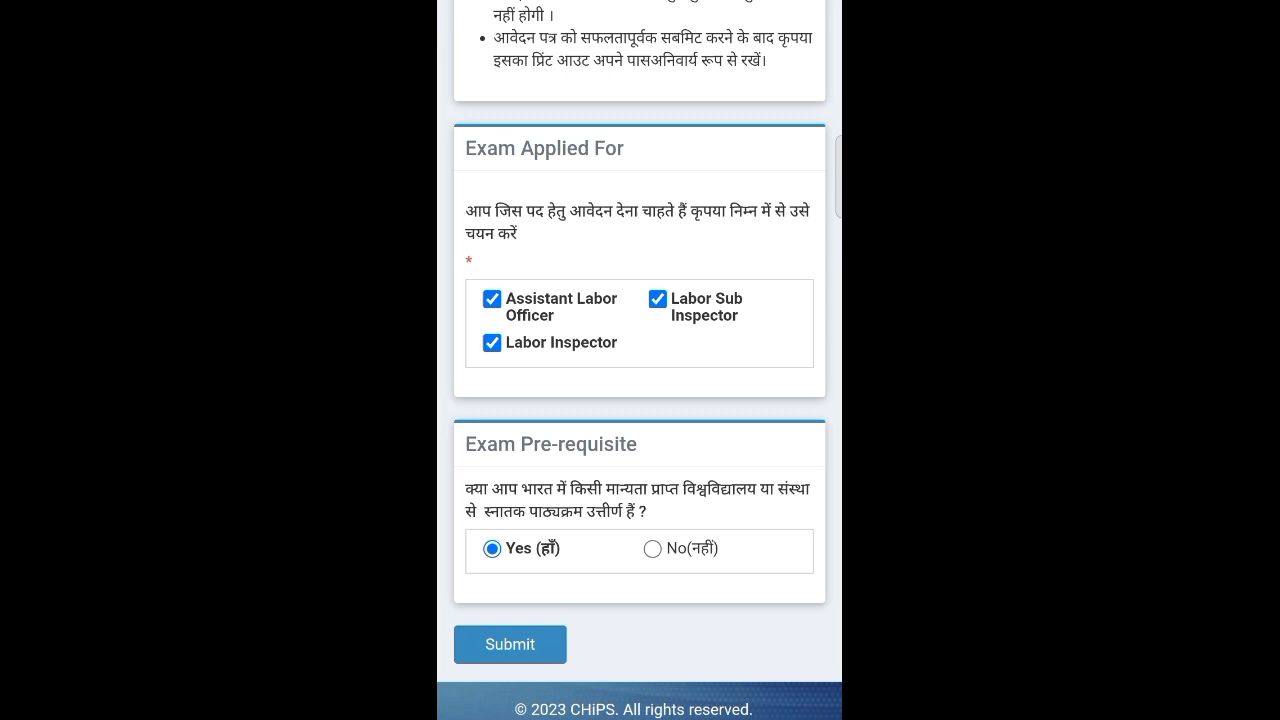 नहीं होगी ।
• आवेदन पत्र को सफलतापूर्वक सबमिट करने के बाद कृपया
इसका प्रिंट आउट अपने पासअनिवार्य रूप से रखें।
Exam Applied For
आप जिस पद हेतु आवेदन देना चाहते हैं कृपया निम्न में से उसे
चयन करें
*
Assistant Labor Officer
Labor Sub Inspector
Labor Inspector
Exam Pre-requisite
क्या आप भारत में किसी मान्यता प्राप्त विश्वविद्यालय या संस्था
से स्नातक पाठ्यक्रम उत्तीर्ण हैं ?
Yes (हाँ)
No(नहीं)
Submit
© 2023 CHiPS. All rights reserved.